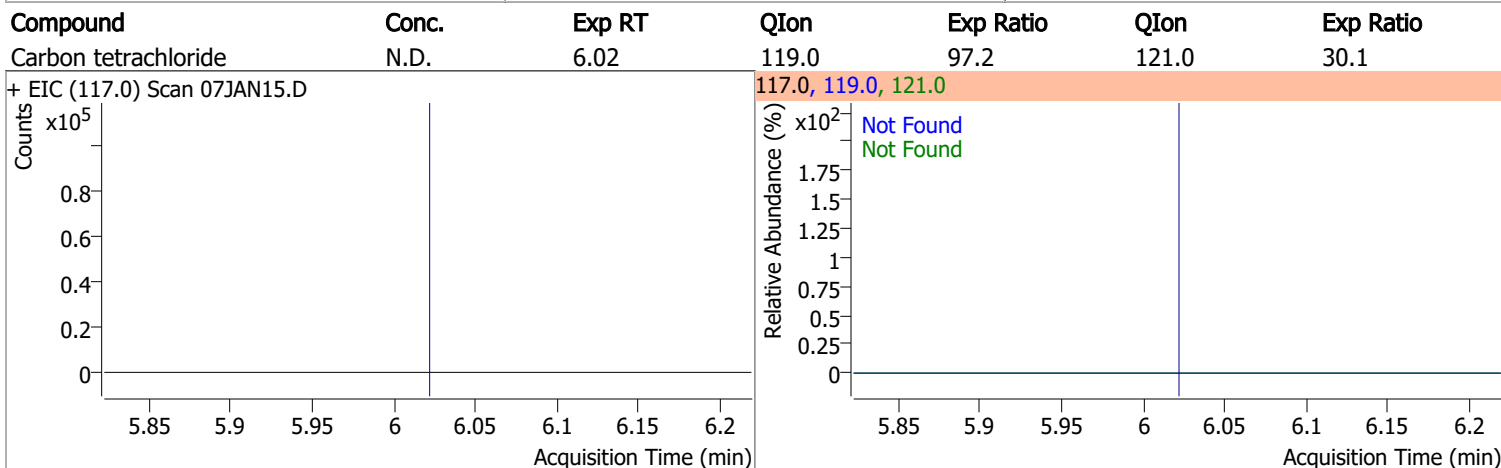 Compound Conc. Exp RT QIon Exp Ratio QIon Exp Ratio
Carbon tetrachloride N.D. 6.02 119.0 97.2 121.0 30.1
+ EIC (117.0) Scan 07JAN15.D
Counts
x10⁵
0.8
0.6
0.4
0.2
0
5.85 5.9 5.95 6 6.05 6.1 6.15 6.2
Acquisition Time (min)
117.0, 119.0, 121.0
Relative Abundance (%)
x10²
Not Found
Not Found
1.75
1.5
1.25
1
0.75
0.5
0.25
0
5.85 5.9 5.95 6 6.05 6.1 6.15 6.2
Acquisition Time (min)